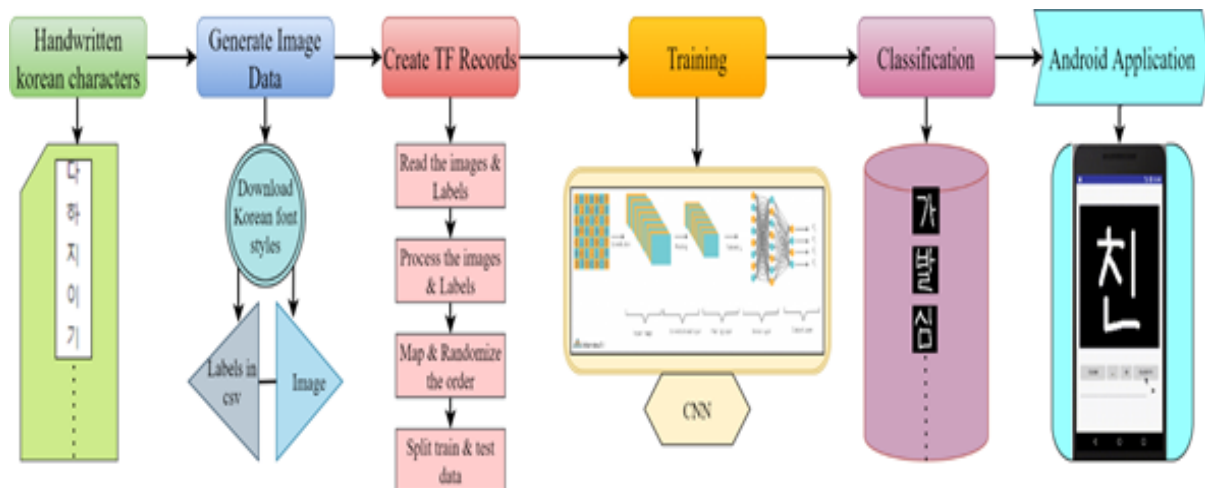 Handwritten
korean characters
Generate Image
Data
Create TF Records
Training
Classification
Android Application
다
하
지
이
기
Download
Korean font
styles
Labels in
csv
Image
Read the images &
Labels
Process the images
& Labels
Map & Randomize
the order
Split train & test
data
CNN
가
심
친